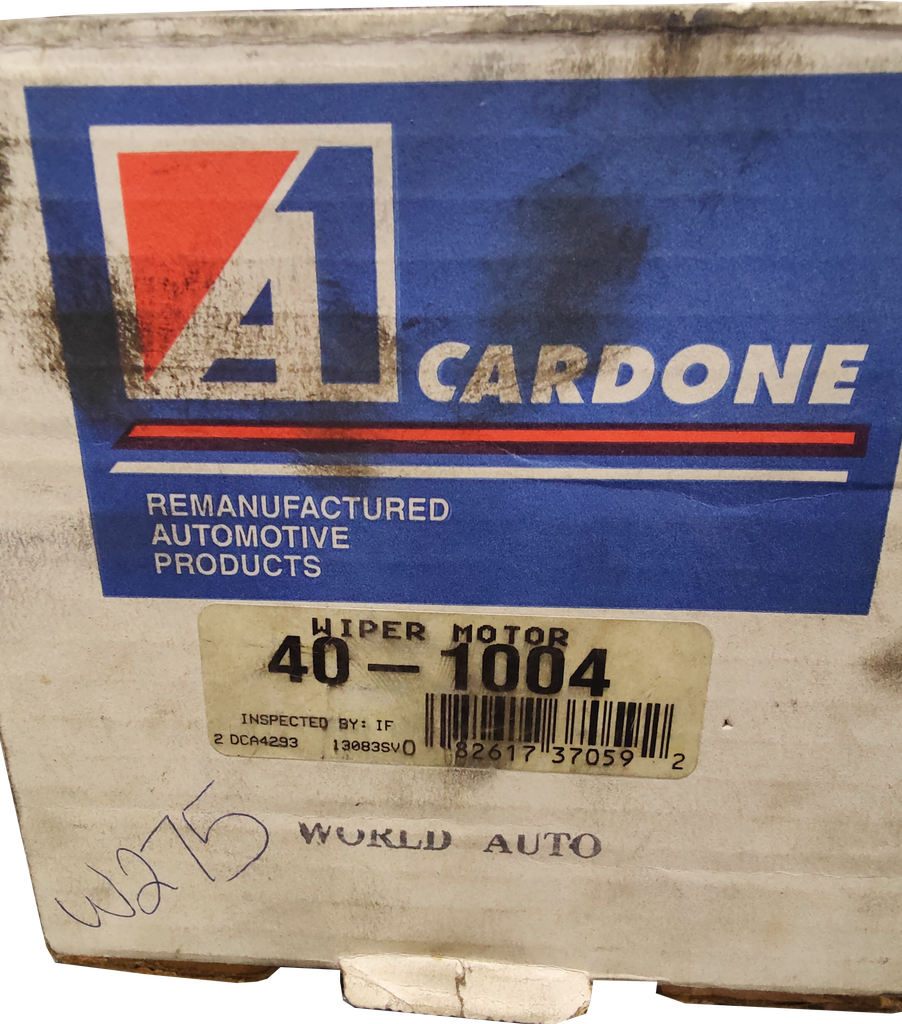 A1
CARDONE
REMANUFACTURED
AUTOMOTIVE
PRODUCTS
WIPER MOTOR
40-1004
INSPECTED BY: IF
2 DCA4293 13083SV
0 82617 37059 2
W275
WORLD AUTO